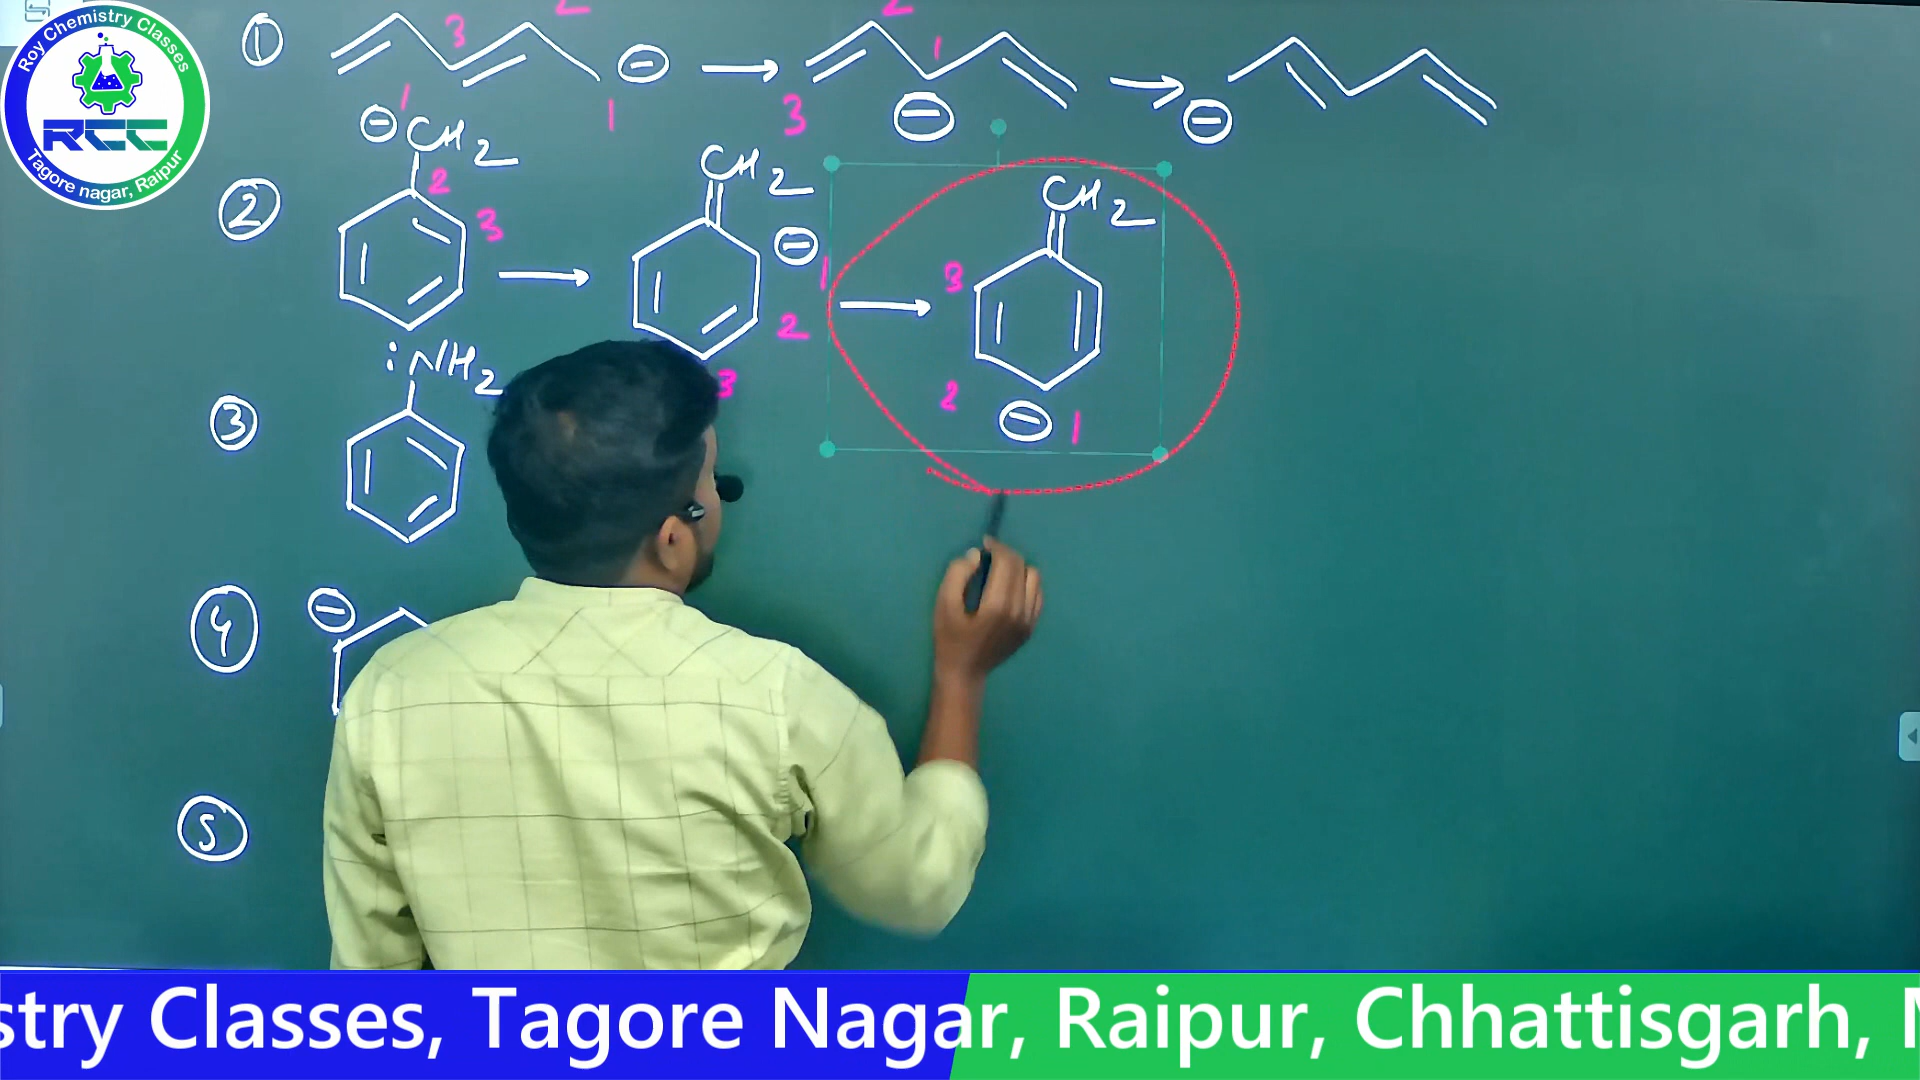 Roy Chemistry Classes
RCC
Tagore nagar, Raipur
① 3 ⊖ → 2 1 ⊖ → ⊖
1 1 3
⊖ CH2 CH2 CH2
② 2 3 → ⊖ 1 2 3 → 3 2 ⊖ 1
:NH2
③
④ ⊖
⑤
stry Classes, Tagore Nagar, Raipur, Chhattisgarh,